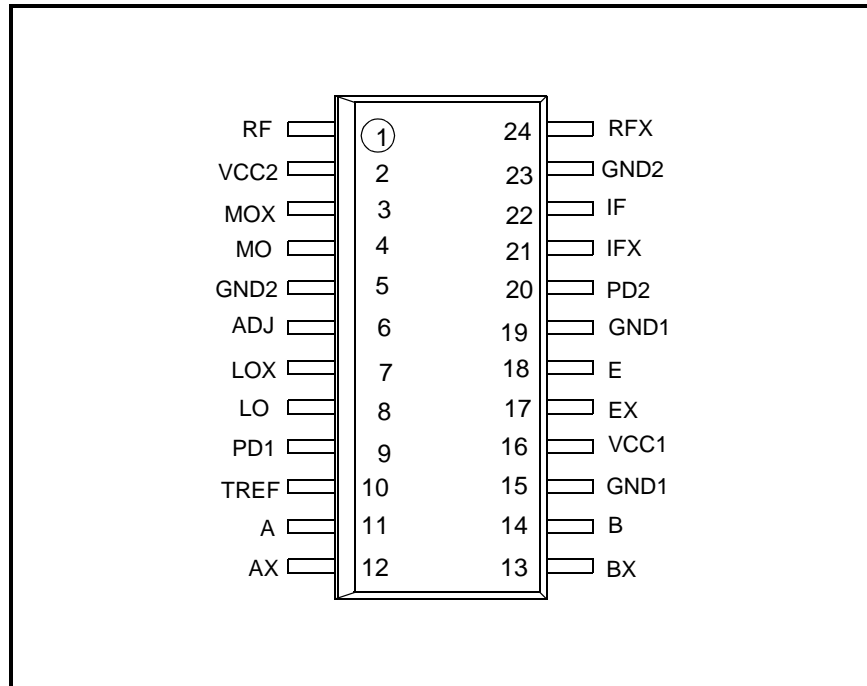 RF 1 24 RFX
VCC2 2 23 GND2
MOX 3 22 IF
MO 4 21 IFX
GND2 5 20 PD2
ADJ 6 19 GND1
LOX 7 18 E
LO 8 17 EX
PD1 9 16 VCC1
TREF 10 15 GND1
A 11 14 B
AX 12 13 BX